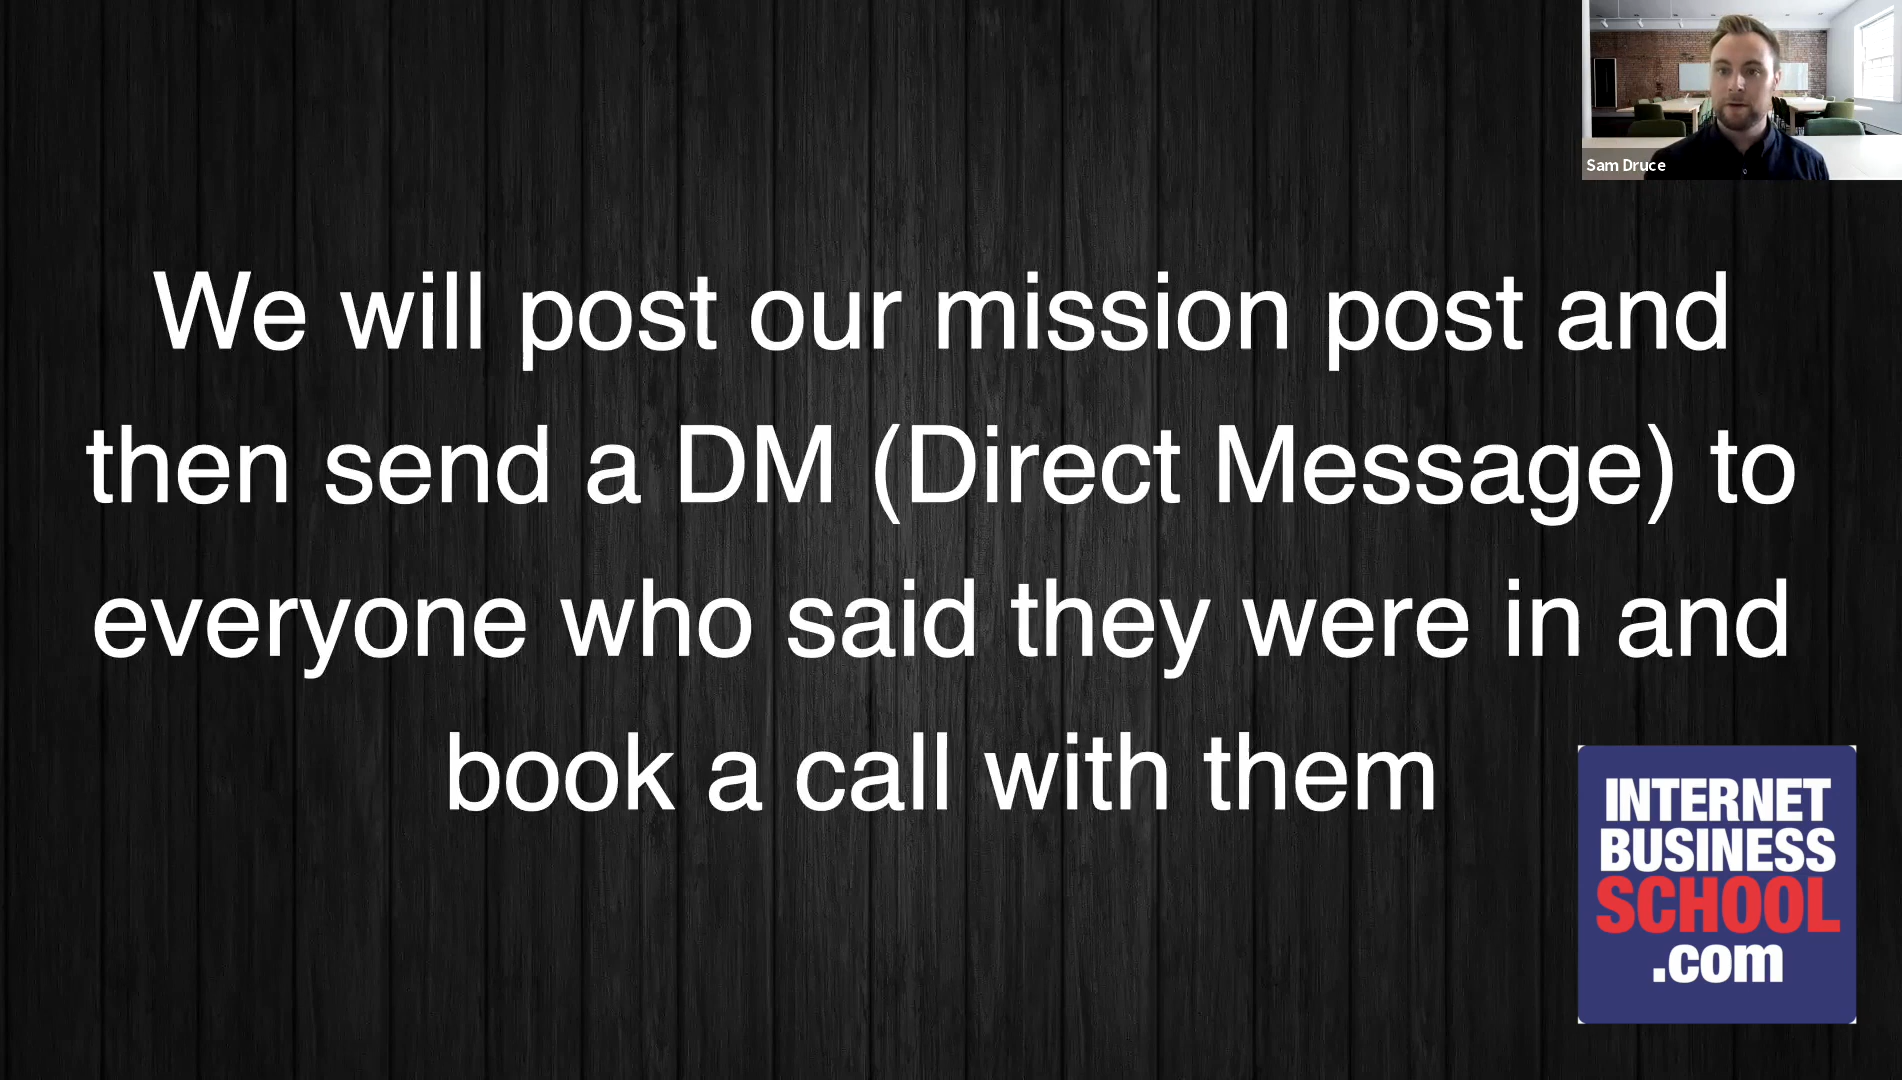 Sam Druce
We will post our mission post and
then send a DM (Direct Message) to
everyone who said they were in and
book a call with them
INTERNET
BUSINESS
SCHOOL
.com